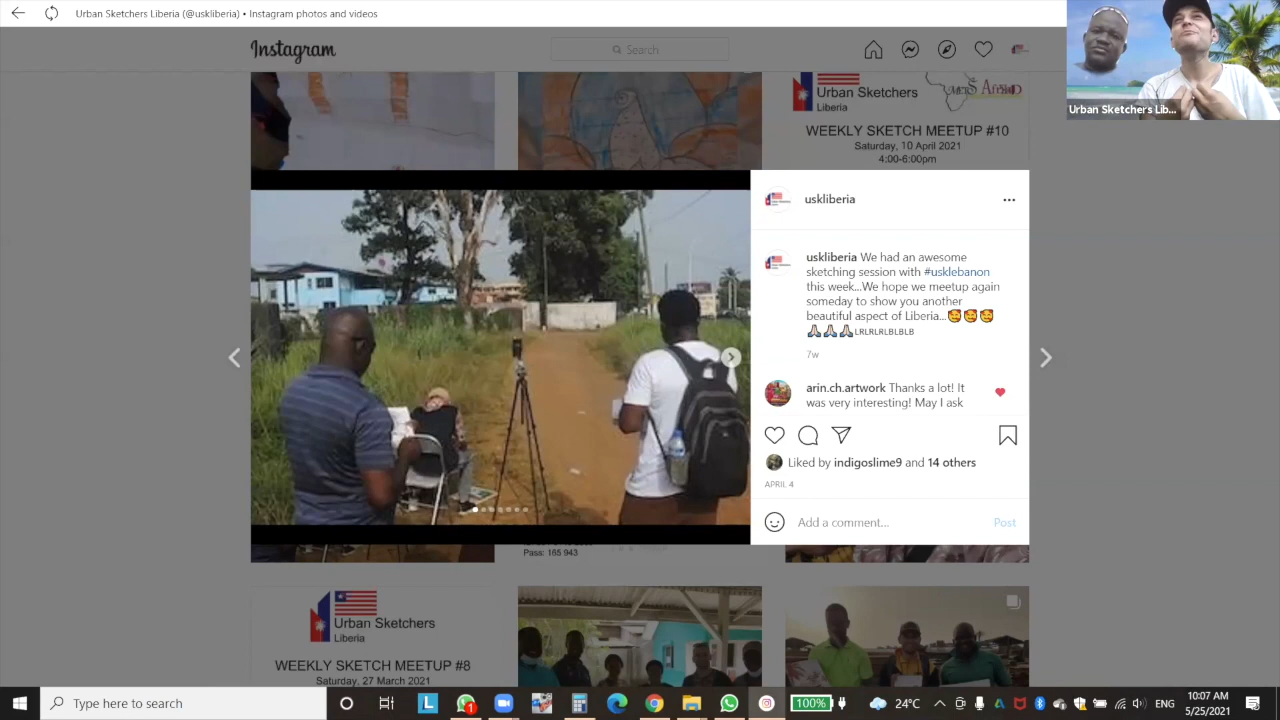 Urban Sketchers Liberia (@uskliberia) • Instagram photos and videos
Instagram
Search
Urban Sketchers
Liberia
WEEKLY SKETCH MEETUP #10
Saturday, 10 April 2021
4:00-6:00pm
Urban Sketchers Lib...
uskliberia
uskliberia We had an awesome
sketching session with #usklebanon
this week...We hope we meetup again
someday to show you another
beautiful aspect of Liberia...🥰🥰🥰
🙏🏻🙏🏻🙏🏻LRLRLRLBLBLB
7w
arin.ch.artwork Thanks a lot! It
was very interesting! May I ask
Liked by indigoslime9 and 14 others
APRIL 4
Add a comment...
Post
Pass: 165 943
Urban Sketchers
Liberia
WEEKLY SKETCH MEETUP #8
Saturday, 27 March 2021
Type here to search
L
1
100%
24°C
ENG
10:07 AM
5/25/2021